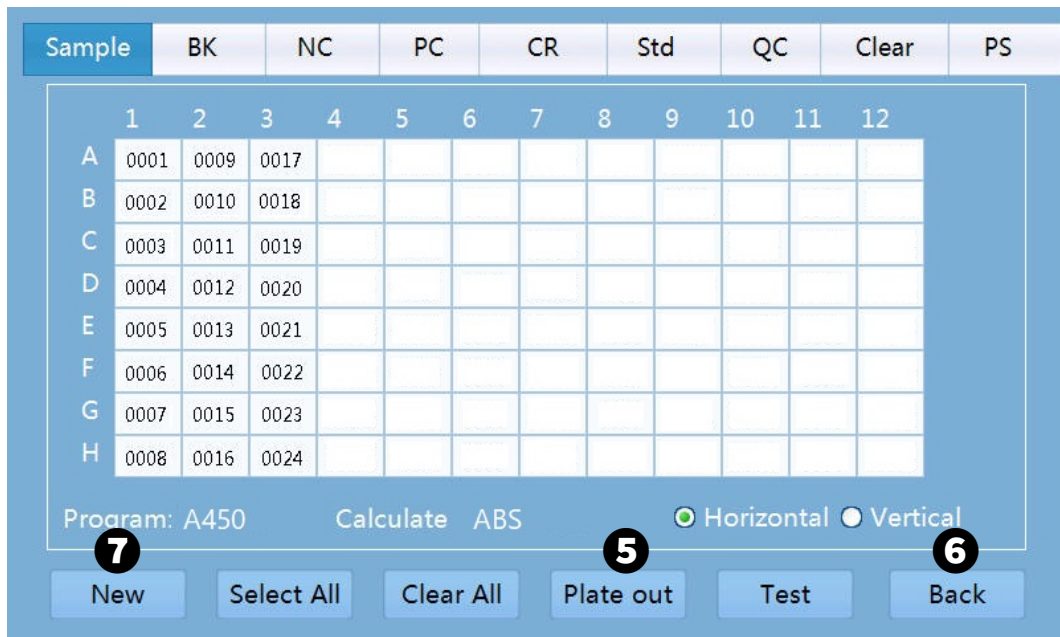 Sample BK NC PC CR Std QC Clear PS
1 2 3 4 5 6 7 8 9 10 11 12
A 0001 0009 0017
B 0002 0010 0018
C 0003 0011 0019
D 0004 0012 0020
E 0005 0013 0021
F 0006 0014 0022
G 0007 0015 0023
H 0008 0016 0024
Program: A450 Calculate ABS Horizontal Vertical
7 5 6
New Select All Clear All Plate out Test Back